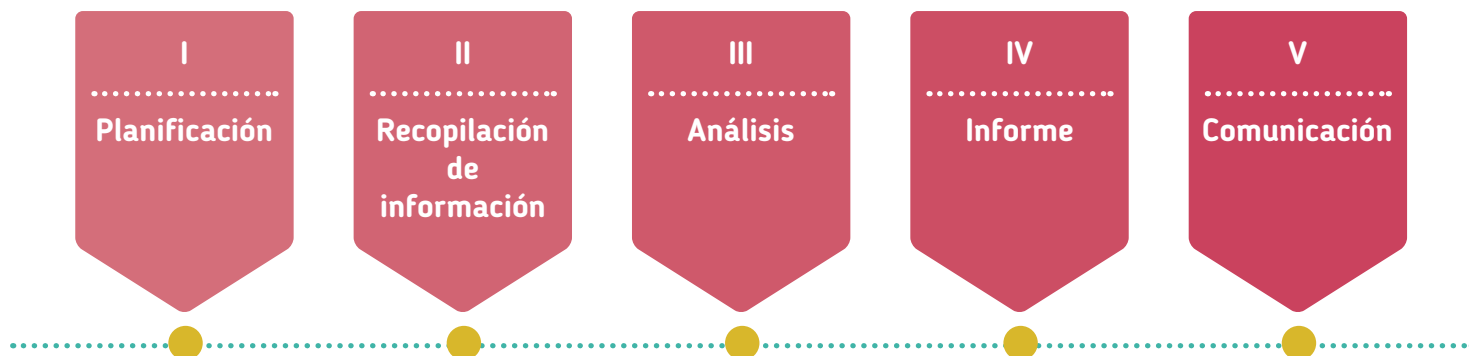 I
Planificación
II
Recopilación
de
información
III
Análisis
IV
Informe
V
Comunicación